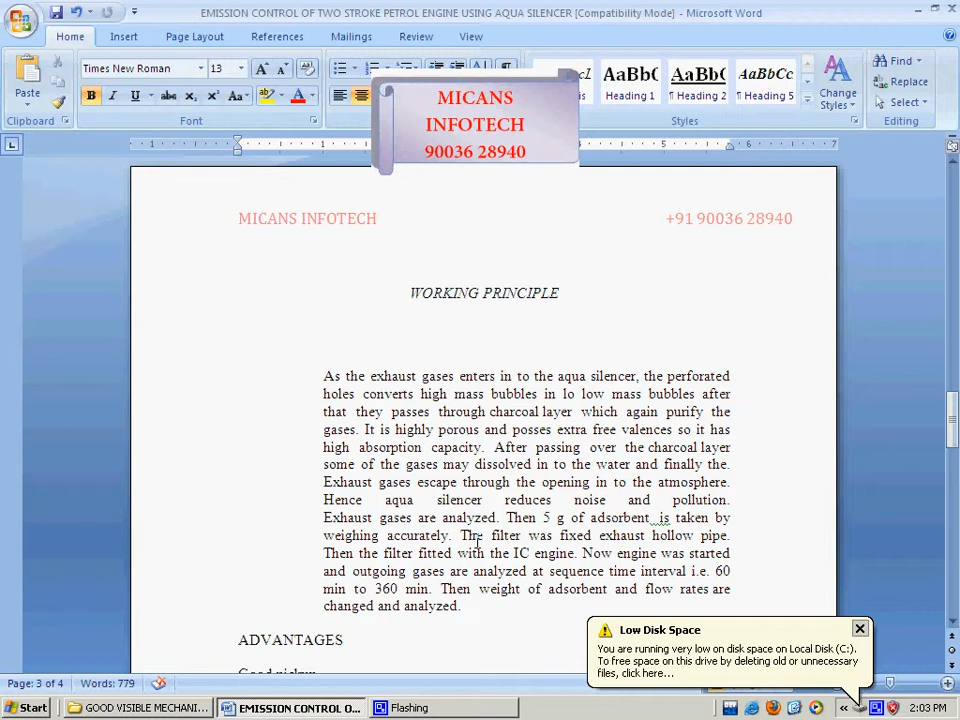 EMISSION CONTROL OF TWO STROKE PETROL ENGINE USING AQUA SILENCER [Compatibility Mode] - Microsoft Word
Home Insert Page Layout References Mailings Review View
Paste
Times New Roman 13
Clipboard Font Styles Editing
AaBbC AaBbC AaBbCc
Heading 1 Heading 2 Heading 5
Change Styles
Find
Replace
Select
MICANS
INFOTECH
90036 28940
MICANS INFOTECH +91 90036 28940
WORKING PRINCIPLE
As the exhaust gases enters in to the aqua silencer, the perforated
holes converts high mass bubbles in lo low mass bubbles after
that they passes through charcoal layer which again purify the
gases. It is highly porous and posses extra free valences so it has
high absorption capacity. After passing over the charcoal layer
some of the gases may dissolved in to the water and finally the.
Exhaust gases escape through the opening in to the atmosphere.
Hence aqua silencer reduces noise and pollution.
Exhaust gases are analyzed. Then 5 g of adsorbent is taken by
weighing accurately. The filter was fixed exhaust hollow pipe.
Then the filter fitted with the IC engine. Now engine was started
and outgoing gases are analyzed at sequence time interval i.e. 60
min to 360 min. Then weight of adsorbent and flow rates are
changed and analyzed.
ADVANTAGES
Good pickup
Low Disk Space
You are running very low on disk space on Local Disk (C:).
To free space on this drive by deleting old or unnecessary
files, click here...
Page: 3 of 4 Words: 779
Start GOOD VISIBLE MECHANI... EMISSION CONTROL O... Flashing 2:03 PM